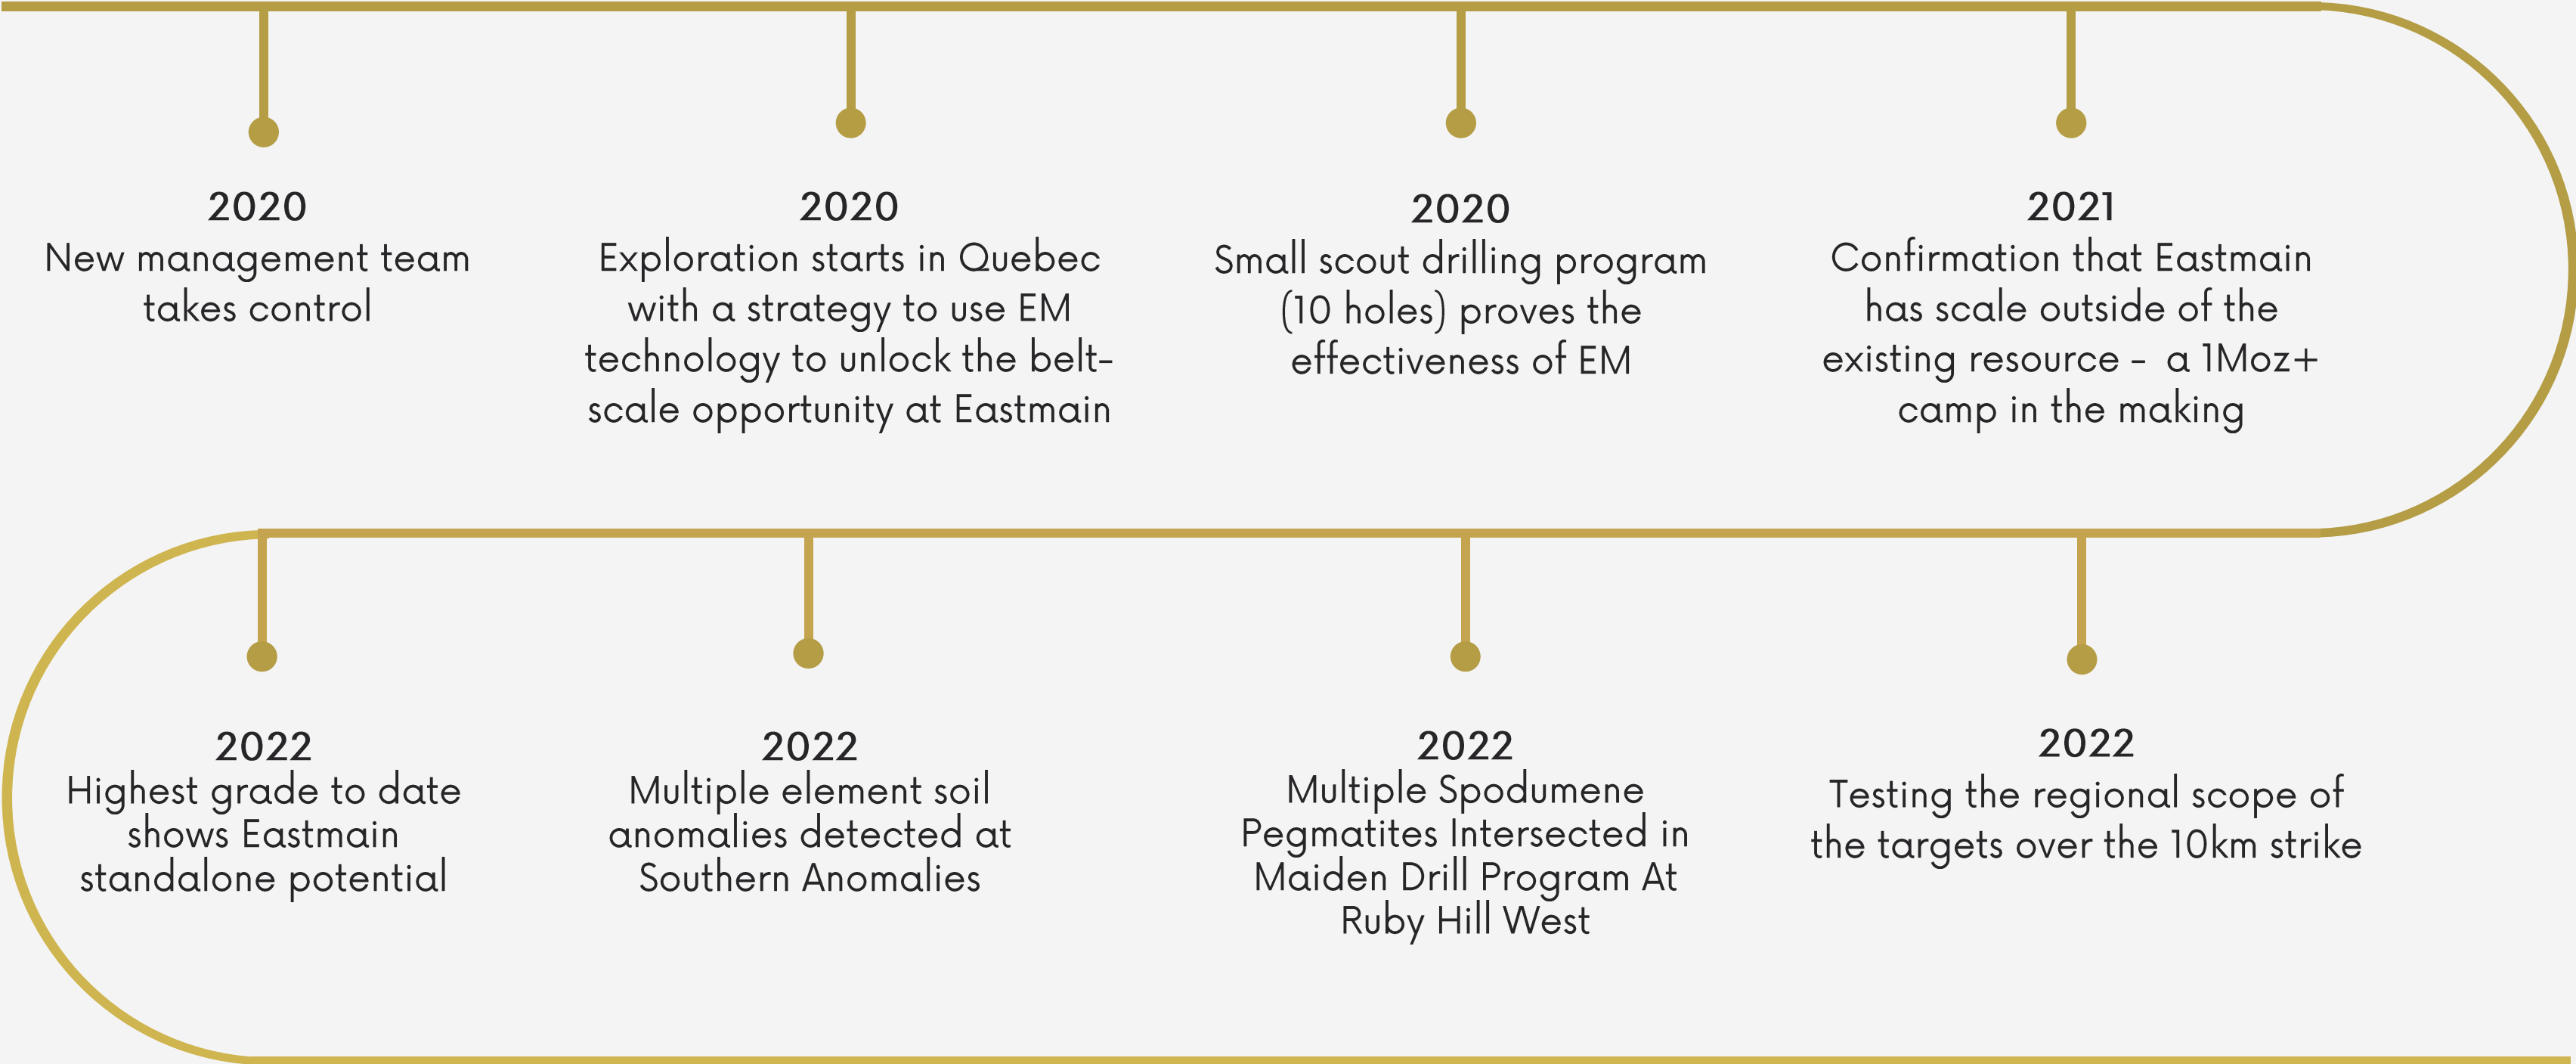 2020
New management team
takes control
2020
Exploration starts in Quebec
with a strategy to use EM
technology to unlock the belt-
scale opportunity at Eastmain
2020
Small scout drilling program
(10 holes) proves the
effectiveness of EM
2021
Confirmation that Eastmain
has scale outside of the
existing resource - a 1Moz+
camp in the making
2022
Highest grade to date
shows Eastmain
standalone potential
2022
Multiple element soil
anomalies detected at
Southern Anomalies
2022
Multiple Spodumene
Pegmatites Intersected in
Maiden Drill Program At
Ruby Hill West
2022
Testing the regional scope of
the targets over the 10km strike